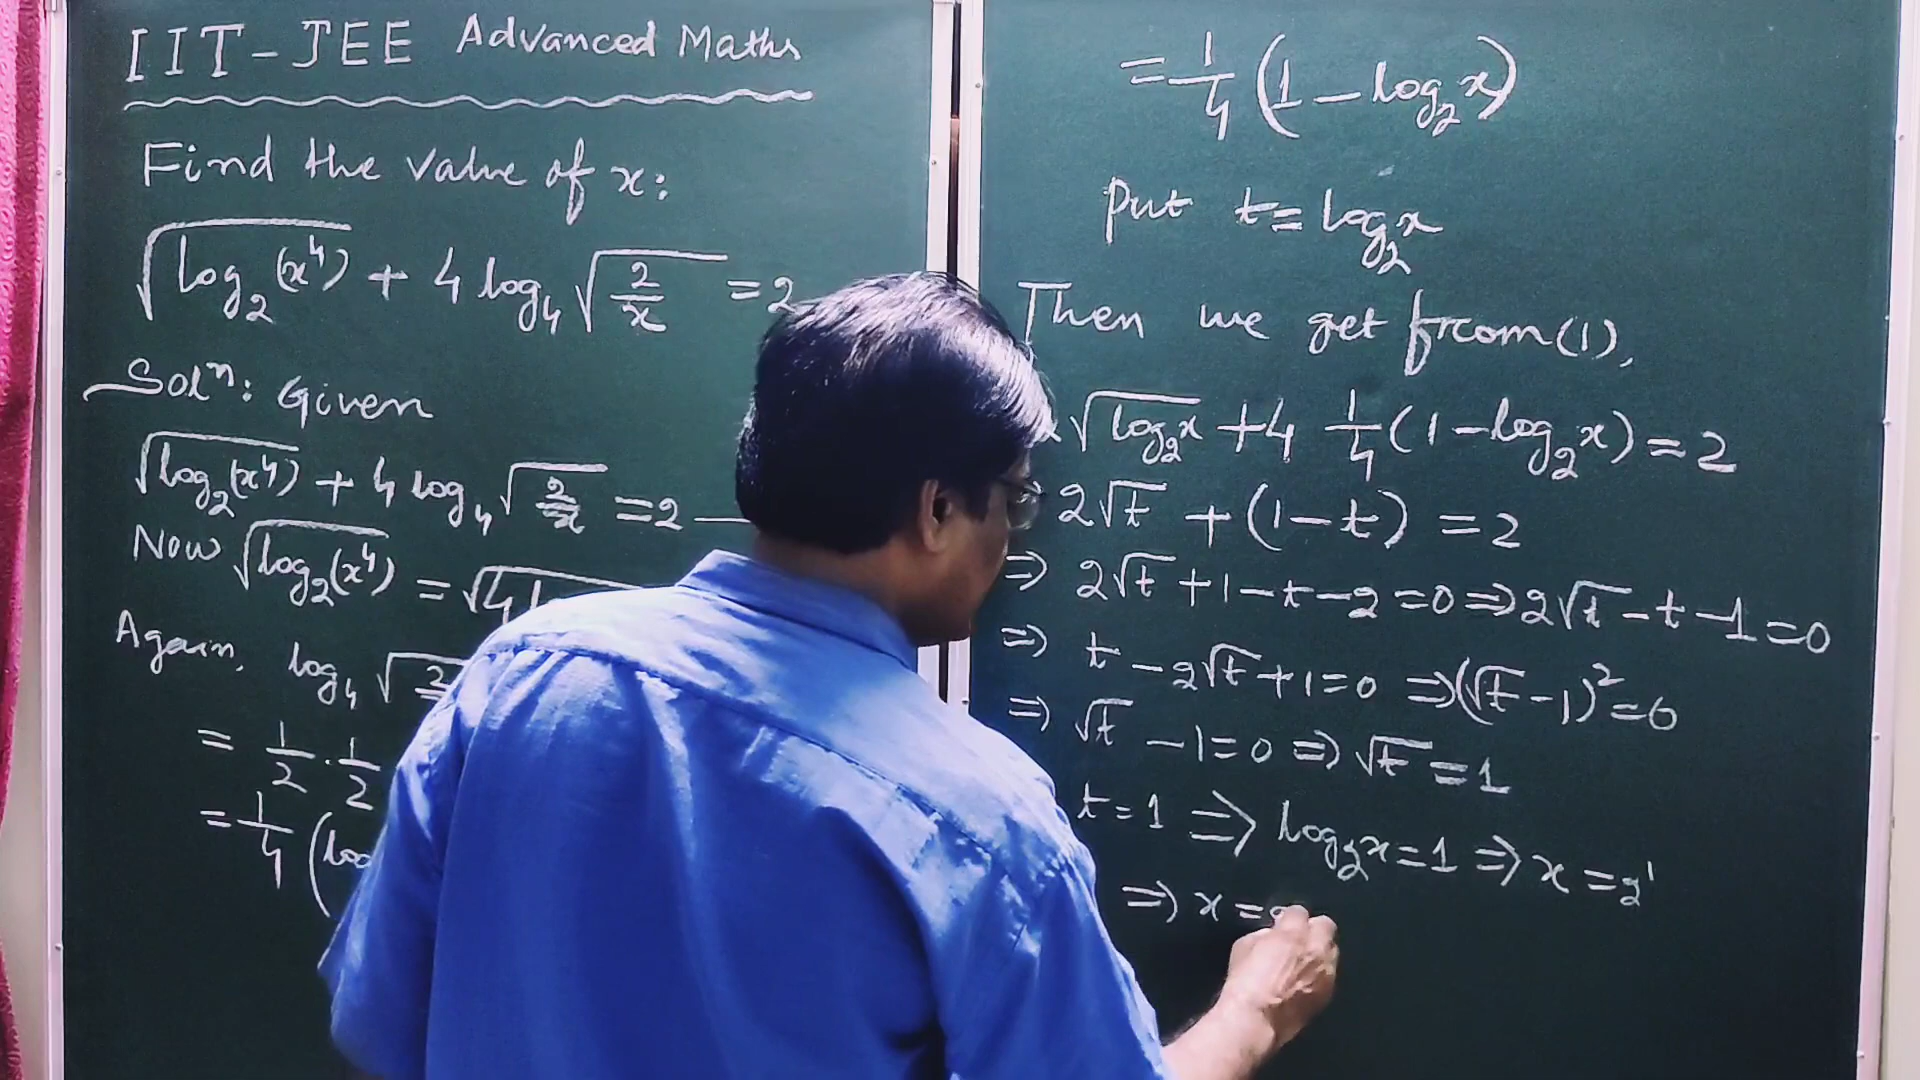 IIT-JEE Advanced Maths
Find the value of x:
√log₂(x⁴) + 4 log₄ √(2/x) = 2
Solⁿ: Given
√log₂(x⁴) + 4 log₄ √(2/x) = 2 —
Now √log₂(x⁴) = √4
Again, log₄ √2
= 1/2 · 1/2
= 1/4 (log
= 1/4 (1 - log₂x)
Put t = log₂x
Then we get from (1),
√log₂x + 4 1/4 (1 - log₂x) = 2
2√t + (1 - t) = 2
⇒ 2√t + 1 - t - 2 = 0 ⇒ 2√t - t - 1 = 0
⇒ t - 2√t + 1 = 0 ⇒ (√t - 1)² = 0
⇒ √t - 1 = 0 ⇒ √t = 1
t = 1 ⇒ log₂x = 1 ⇒ x = 2¹
⇒ x =